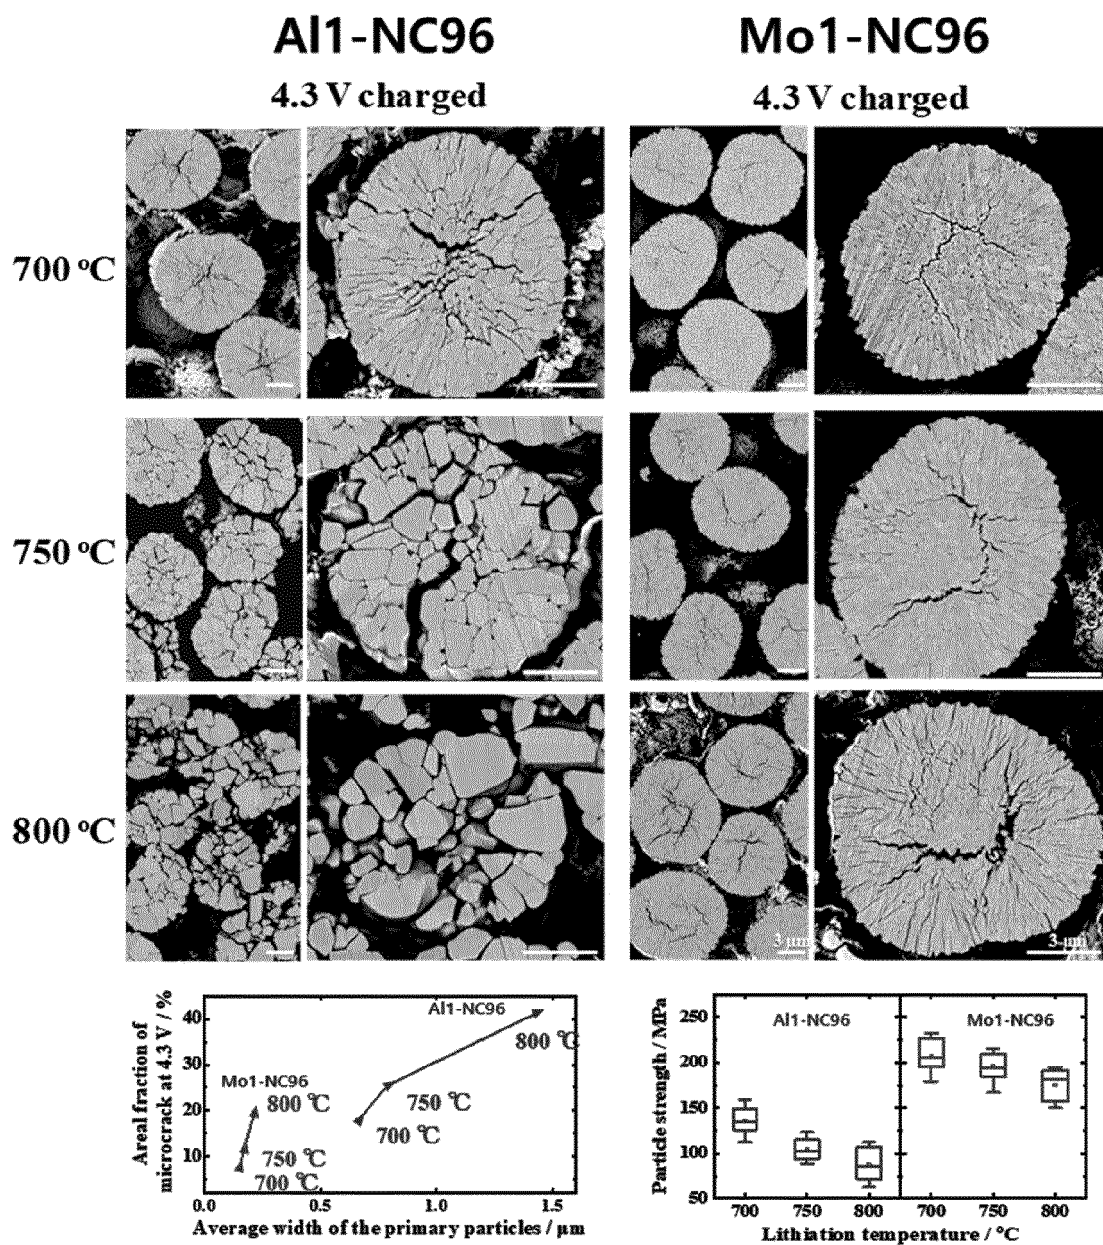 Al1-NC96
Mo1-NC96
4.3 V charged
4.3 V charged
700 °C
750 °C
800 °C
3 μm
3 μm
Areal fraction of
microcrack at 4.3 V / %
40
30
20
10
0.0
0.5
1.0
1.5
Average width of the primary particles / μm
Al1-NC96
800 °C
750 °C
700 °C
Mo1-NC96
800 °C
750 °C
700 °C
Particle strength / MPa
250
200
150
100
50
Al1-NC96
Mo1-NC96
700 750 800 700 750 800
Lithiation temperature / °C